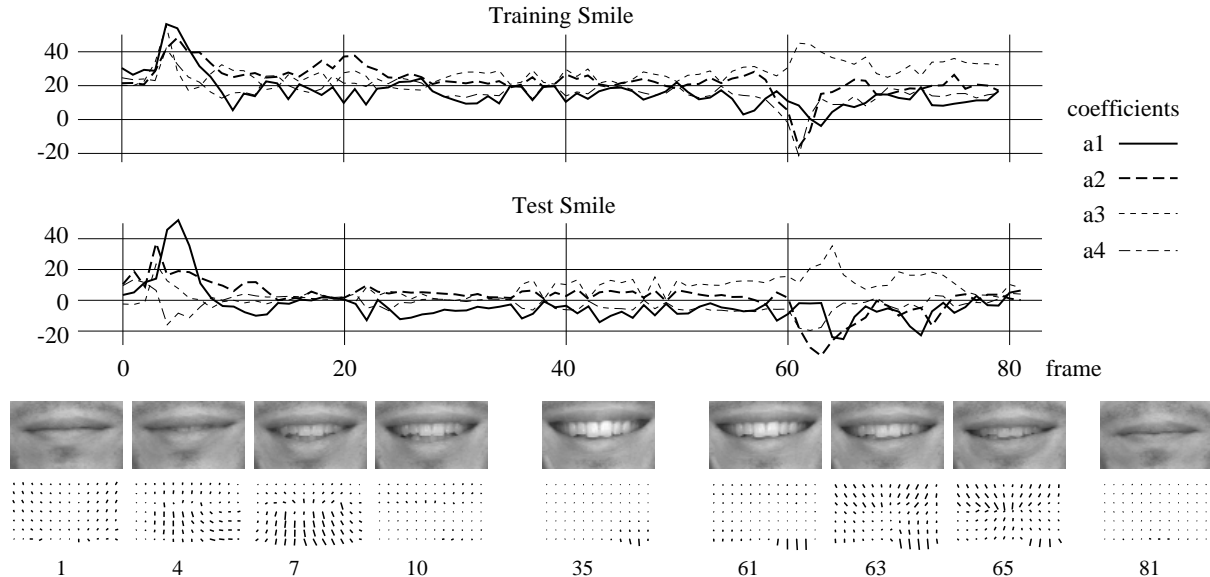 Training Smile
40
20
0
-20
coefficients
a1
a2
a3
a4
Test Smile
40
20
0
-20
0 20 40 60 80 frame
1 4 7 10 35 61 63 65 81